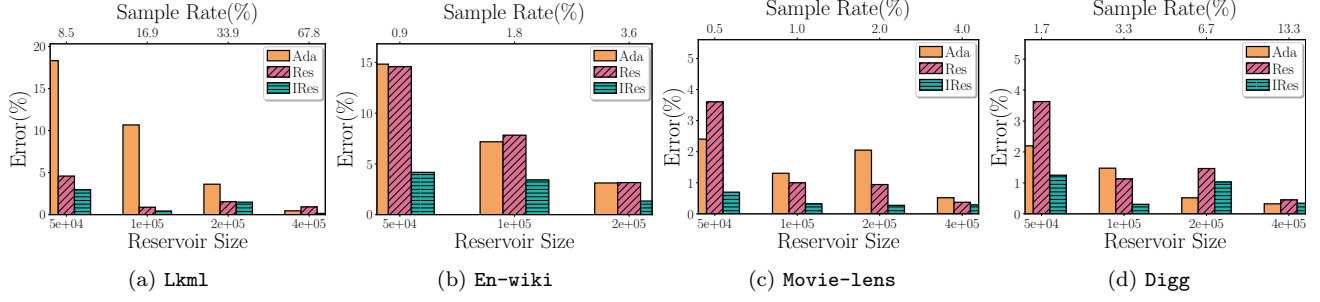 Sample Rate(%)
8.5 16.9 33.9 67.8
20
15
10
5
0
Error(%)
Ada
Res
IRes
5e+04 1e+05 2e+05 4e+05
Reservoir Size
(a) Lkml
Sample Rate(%)
0.9 1.8 3.6
15
10
5
0
Error(%)
Ada
Res
IRes
5e+04 1e+05 2e+05
Reservoir Size
(b) En-wiki
Sample Rate(%)
0.5 1.0 2.0 4.0
5
4
3
2
1
0
Error(%)
Ada
Res
IRes
5e+04 1e+05 2e+05 4e+05
Reservoir Size
(c) Movie-lens
Sample Rate(%)
1.7 3.3 6.7 13.3
5
4
3
2
1
0
Error(%)
Ada
Res
IRes
5e+04 1e+05 2e+05 4e+05
Reservoir Size
(d) Digg